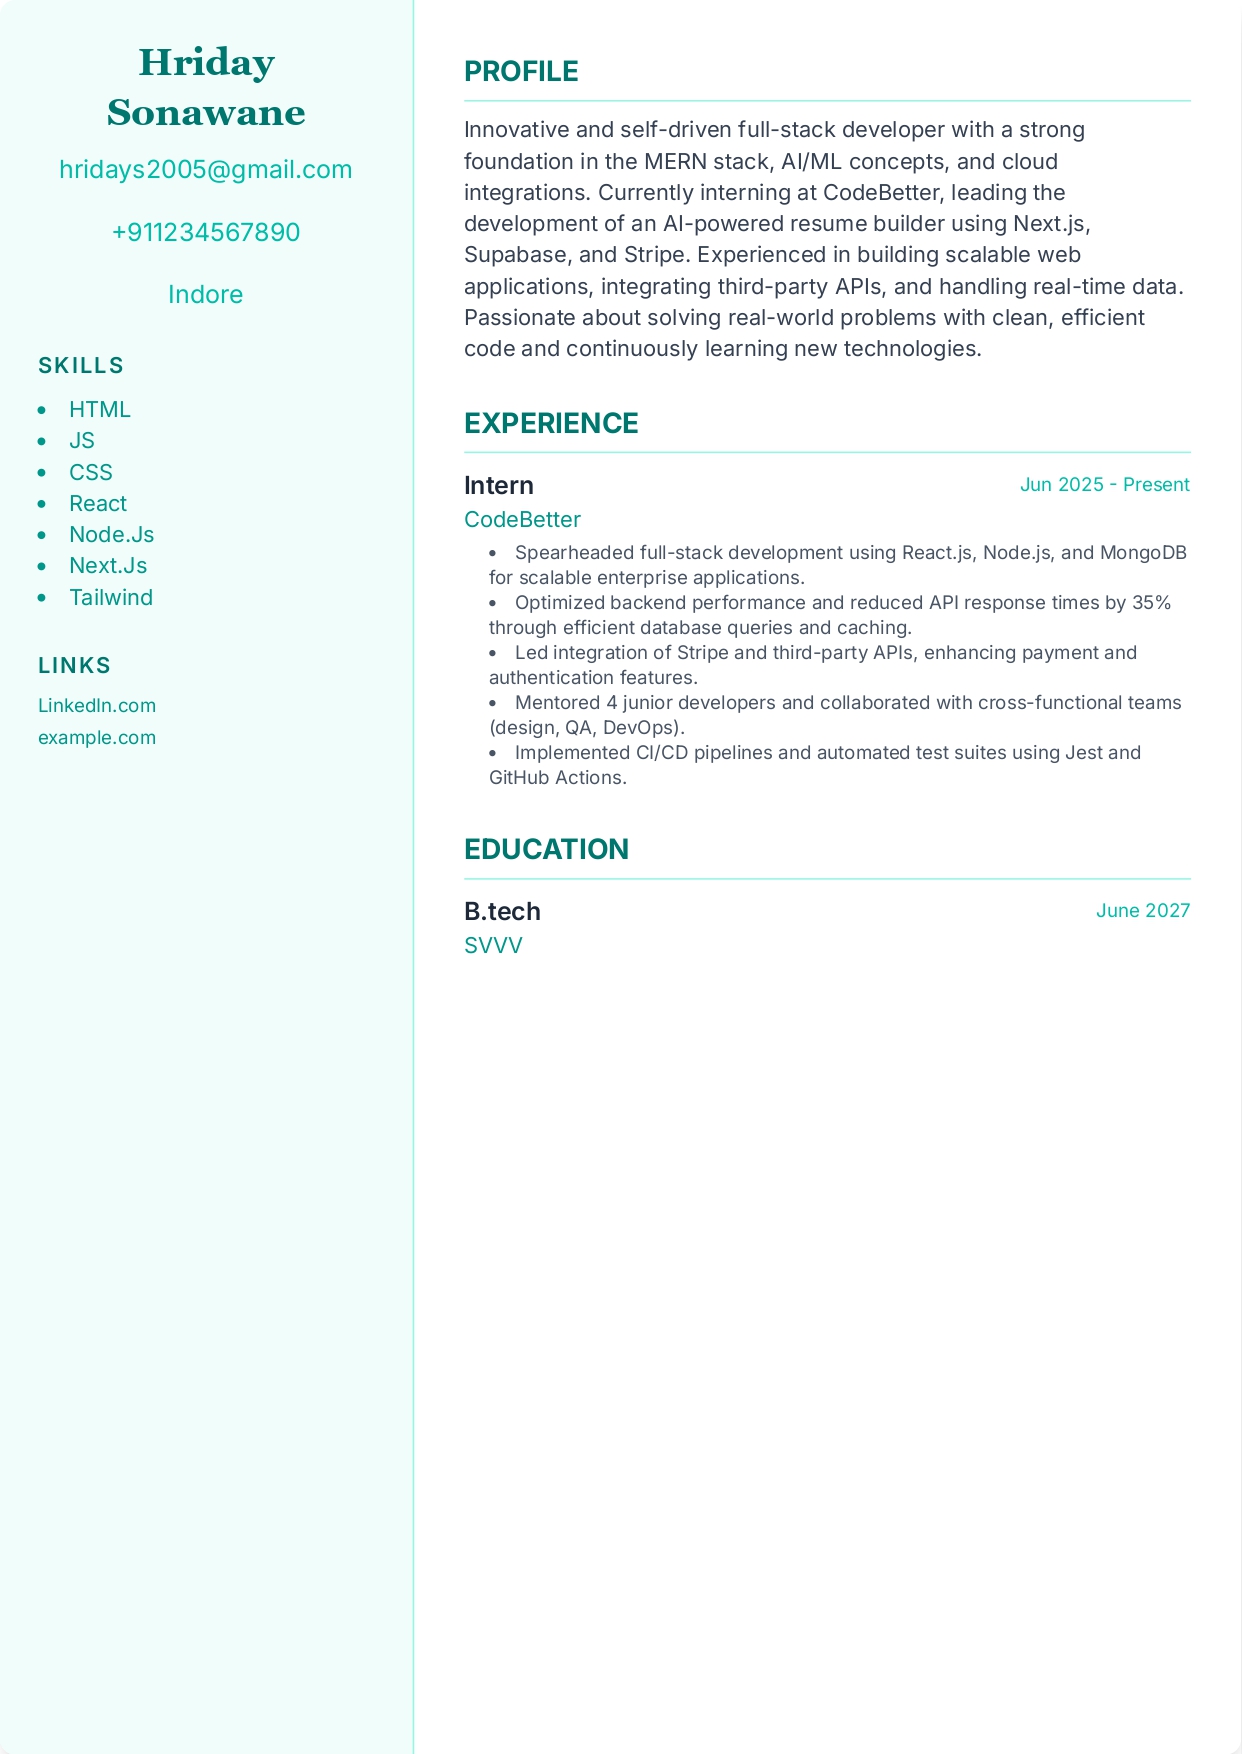 Hriday
Sonawane
hridays2005@gmail.com
+911234567890
Indore
SKILLS
• HTML
• JS
• CSS
• React
• Node.Js
• Next.Js
• Tailwind
LINKS
LinkedIn.com
example.com
PROFILE
Innovative and self-driven full-stack developer with a strong
foundation in the MERN stack, AI/ML concepts, and cloud
integrations. Currently interning at CodeBetter, leading the
development of an AI-powered resume builder using Next.js,
Supabase, and Stripe. Experienced in building scalable web
applications, integrating third-party APIs, and handling real-time data.
Passionate about solving real-world problems with clean, efficient
code and continuously learning new technologies.
EXPERIENCE
Intern Jun 2025 - Present
CodeBetter
• Spearheaded full-stack development using React.js, Node.js, and MongoDB
for scalable enterprise applications.
• Optimized backend performance and reduced API response times by 35%
through efficient database queries and caching.
• Led integration of Stripe and third-party APIs, enhancing payment and
authentication features.
• Mentored 4 junior developers and collaborated with cross-functional teams
(design, QA, DevOps).
• Implemented CI/CD pipelines and automated test suites using Jest and
GitHub Actions.
EDUCATION
B.tech June 2027
SVVV